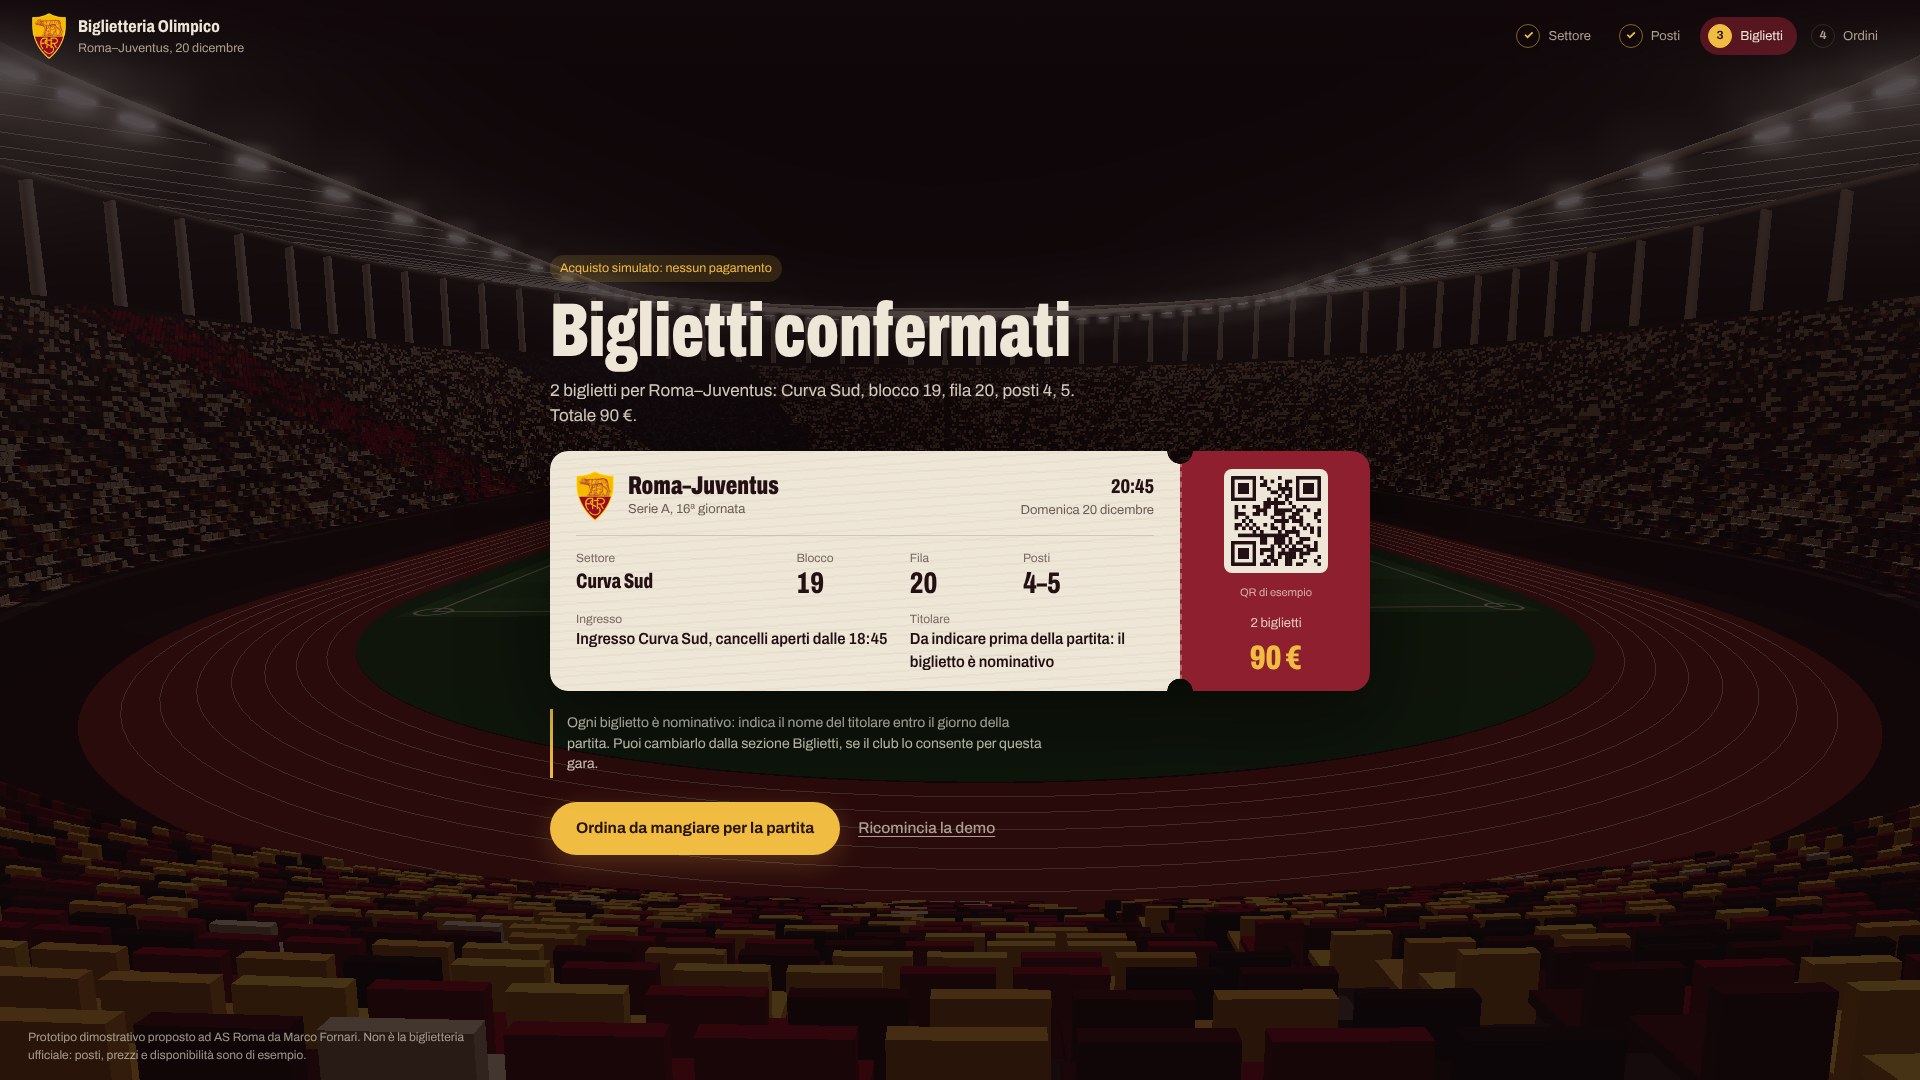 Biglietteria Olimpico
Roma–Juventus, 20 dicembre
Settore
Posti
3 Biglietti
4 Ordini
Acquisto simulato: nessun pagamento
Biglietti confermati
2 biglietti per Roma–Juventus: Curva Sud, blocco 19, fila 20, posti 4, 5.
Totale 90 €.
Roma–Juventus
Serie A, 16ª giornata
20:45
Domenica 20 dicembre
Settore
Curva Sud
Blocco
19
Fila
20
Posti
4–5
Ingresso
Ingresso Curva Sud, cancelli aperti dalle 18:45
Titolare
Da indicare prima della partita: il
biglietto è nominativo
QR di esempio
2 biglietti
90 €
Ogni biglietto è nominativo: indica il nome del titolare entro il giorno della
partita. Puoi cambiarlo dalla sezione Biglietti, se il club lo consente per questa
gara.
Ordina da mangiare per la partita
Ricomincia la demo
Prototipo dimostrativo proposto ad AS Roma da Marco Fornari. Non è la biglietteria
ufficiale: posti, prezzi e disponibilità sono di esempio.